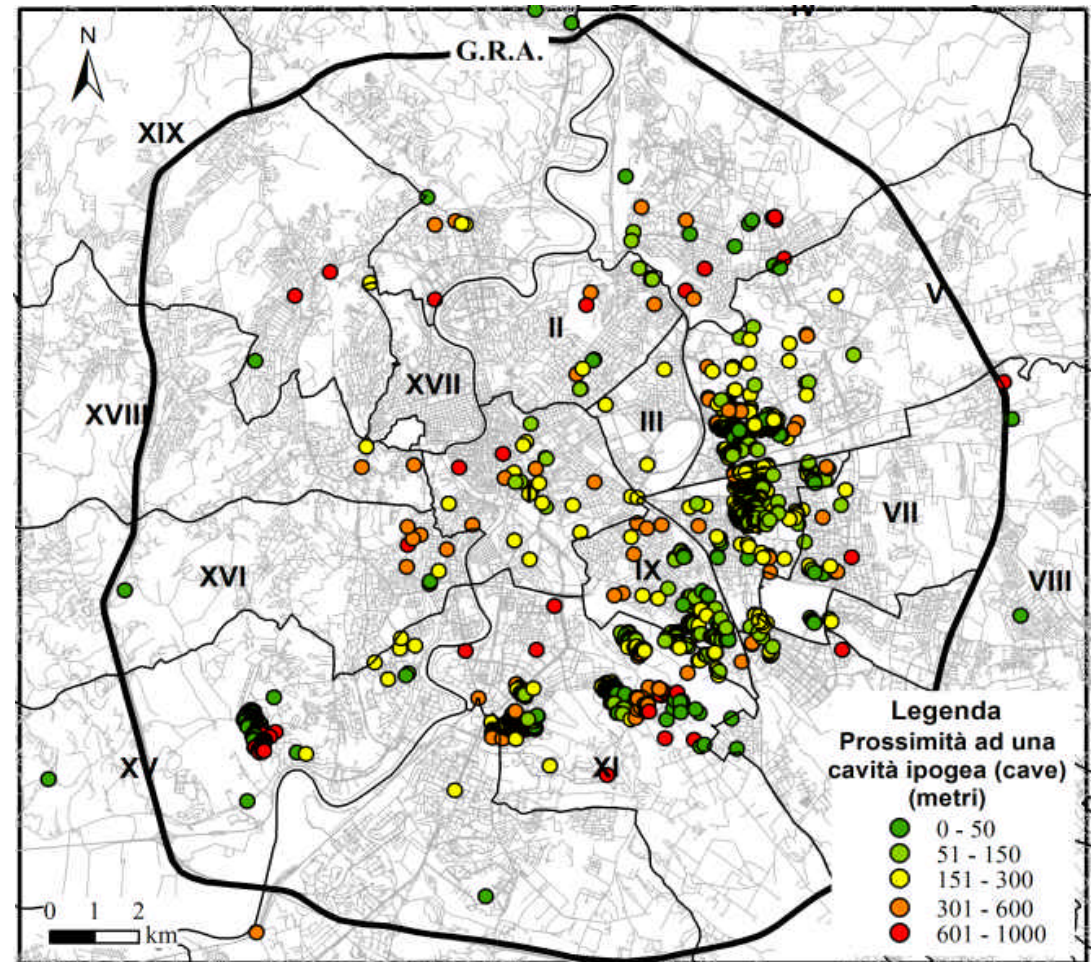 IV
N
G.R.A.
XIX
V
II
XVII
XVIII
III
VII
XVI
IX
VIII
XV
XI
Legenda
Prossimità ad una
cavità ipogea (cave)
(metri)
0 - 50
51 - 150
151 - 300
301 - 600
601 - 1000
0 1 2
km